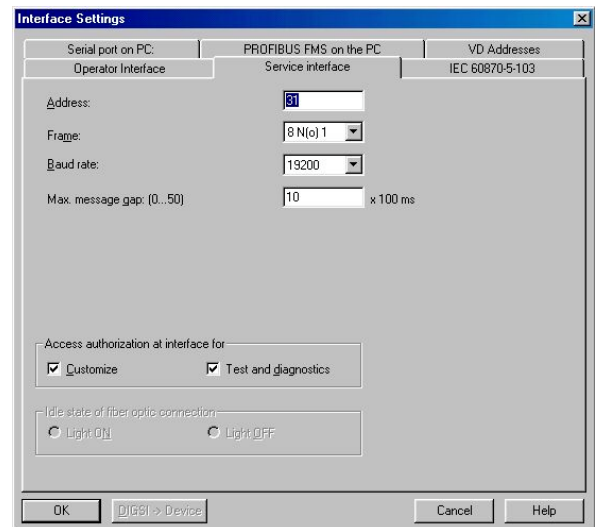 Interface Settings
Serial port on PC: PROFIBUS FMS on the PC VD Addresses
Operator Interface Service interface IEC 60870-5-103
Address: 31
Frame: 8 N(o) 1
Baud rate: 19200
Max. message gap: (0...50) 10 x 100 ms
Access authorization at interface for
Customize Test and diagnostics
Idle state of fiber optic connection
Light ON Light OFF
OK DIGSI -> Device Cancel Help